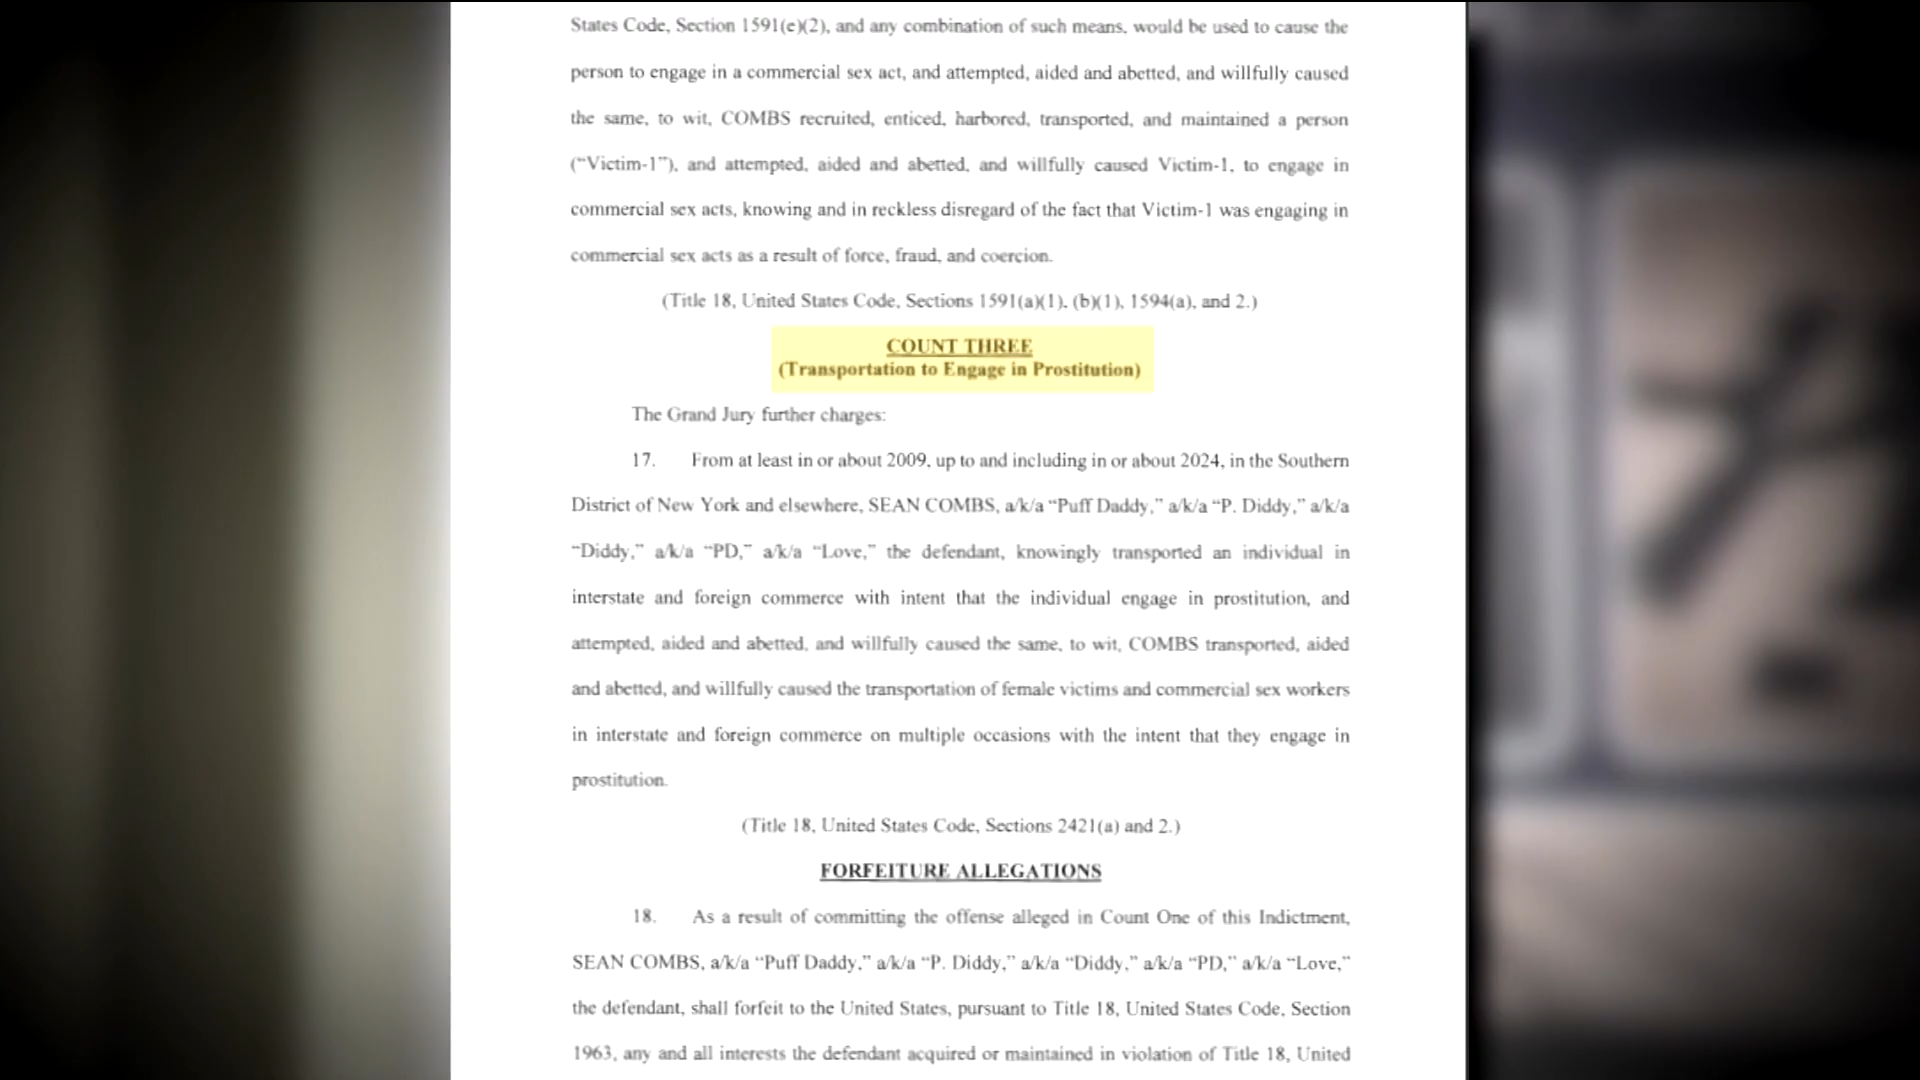 States Code, Section 1591(e)(2), and any combination of such means, would be used to cause the
person to engage in a commercial sex act, and attempted, aided and abetted, and willfully caused
the same, to wit, COMBS recruited, enticed, harbored, transported, and maintained a person
(“Victim-1”), and attempted, aided and abetted, and willfully caused Victim-1, to engage in
commercial sex acts, knowing and in reckless disregard of the fact that Victim-1 was engaging in
commercial sex acts as a result of force, fraud, and coercion.
(Title 18, United States Code, Sections 1591(a)(1), (b)(1), 1594(a), and 2.)
COUNT THREE
(Transportation to Engage in Prostitution)
The Grand Jury further charges:
17. From at least in or about 2009, up to and including in or about 2024, in the Southern
District of New York and elsewhere, SEAN COMBS, a/k/a “Puff Daddy,” a/k/a “P. Diddy,” a/k/a
“Diddy,” a/k/a “PD,” a/k/a “Love,” the defendant, knowingly transported an individual in
interstate and foreign commerce with intent that the individual engage in prostitution, and
attempted, aided and abetted, and willfully caused the same, to wit, COMBS transported, aided
and abetted, and willfully caused the transportation of female victims and commercial sex workers
in interstate and foreign commerce on multiple occasions with the intent that they engage in
prostitution.
(Title 18, United States Code, Sections 2421(a) and 2.)
FORFEITURE ALLEGATIONS
18. As a result of committing the offense alleged in Count One of this Indictment,
SEAN COMBS, a/k/a “Puff Daddy,” a/k/a “P. Diddy,” a/k/a “Diddy,” a/k/a “PD,” a/k/a “Love,”
the defendant, shall forfeit to the United States, pursuant to Title 18, United States Code, Section
1963, any and all interests the defendant acquired or maintained in violation of Title 18, United